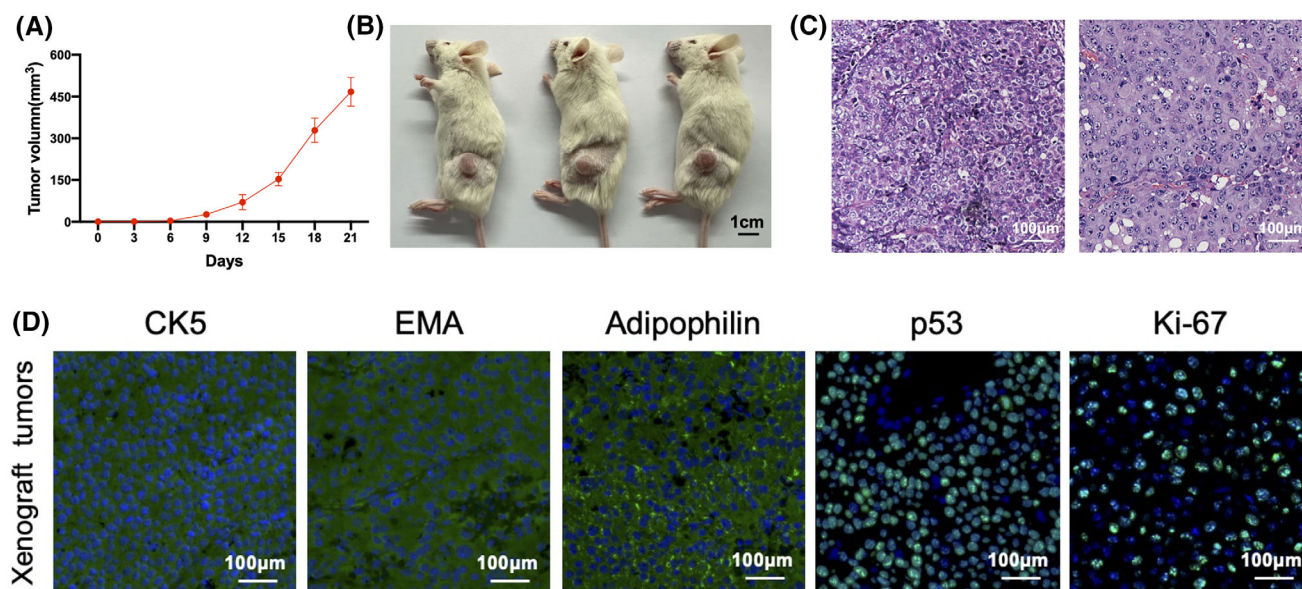 (A)
Tumor volumn(mm³)
600
450
300
150
0
0 3 6 9 12 15 18 21
Days
(B)
1cm
(C)
100μm
100μm
(D)
CK5 EMA Adipophilin p53 Ki-67
Xenograft tumors
100μm 100μm 100μm 100μm 100μm